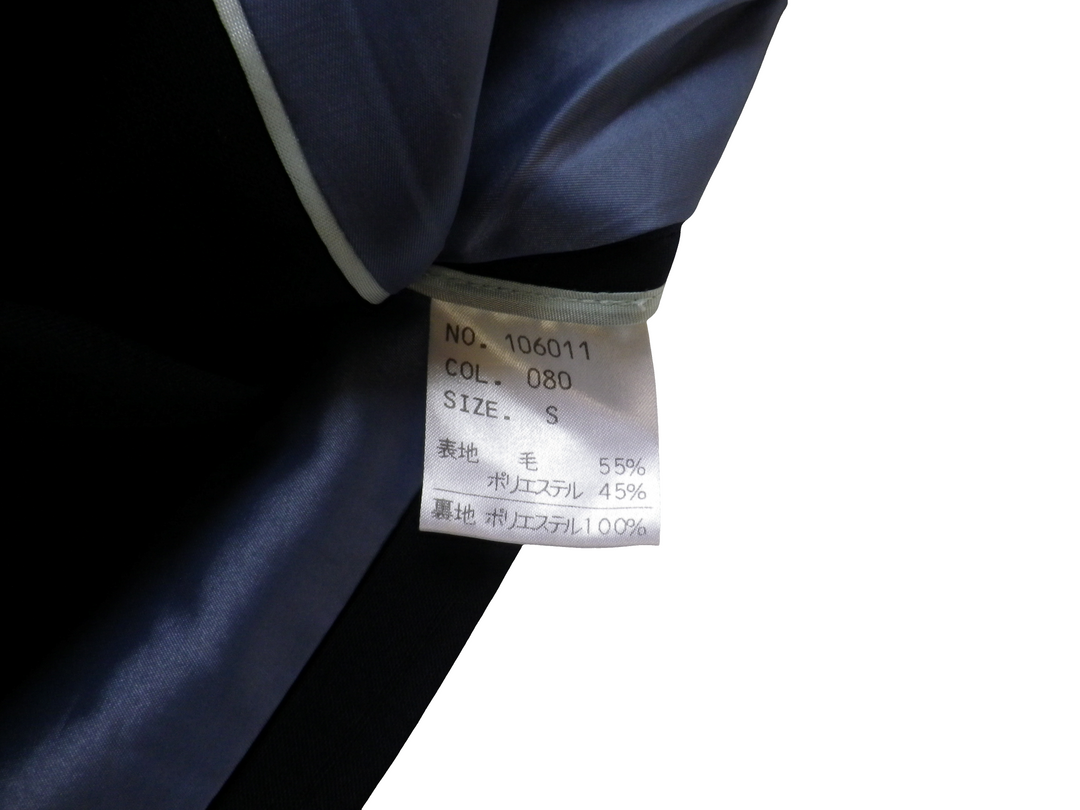 NO. 106011
COL. 080
SIZE. S
表地 毛 55%
ポリエステル 45%
裏地 ポリエステル100%